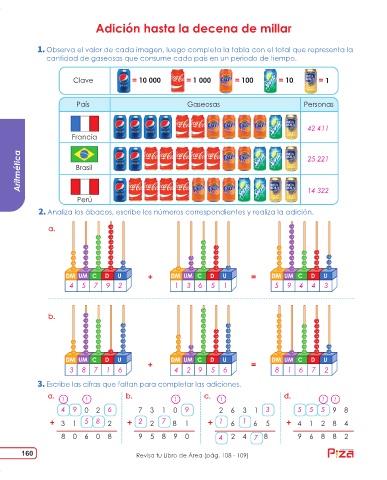 Adición hasta la decena de millar
1. Observa el valor de cada imagen, luego completa la tabla con el total que representa la
cantidad de gaseosas que consume cada país en un periodo de tiempo.
Clave = 10 000 = 1 000 = 100 = 10 = 1
País Gaseosas Personas
Francia 42 411
Brasil 25 221
Perú 14 322
Aritmética
2. Analiza los ábacos, escribe los números correspondientes y realiza la adición.
a.
DM UM C D U DM UM C D U DM UM C D U
4 5 7 9 2 + 1 3 6 5 1 = 5 9 4 4 3
b.
DM UM C D U DM UM C D U DM UM C D U
3 8 7 1 6 + 4 2 9 5 6 = 8 1 6 7 2
3. Escribe las cifras que faltan para completar las adiciones.
a. 1 1 b. 1 c. 1 d. 1 1
4 9 0 2 6 7 3 1 0 9 2 6 3 1 3 5 5 5 9 8
+ 3 1 5 8 2 + 2 2 7 8 1 + 1 6 1 6 5 + 4 1 2 8 4
8 0 6 0 8 9 5 8 9 0 4 2 4 7 8 9 6 8 8 2
160 Revisa tu Libro de Área (pág. 108 - 109)